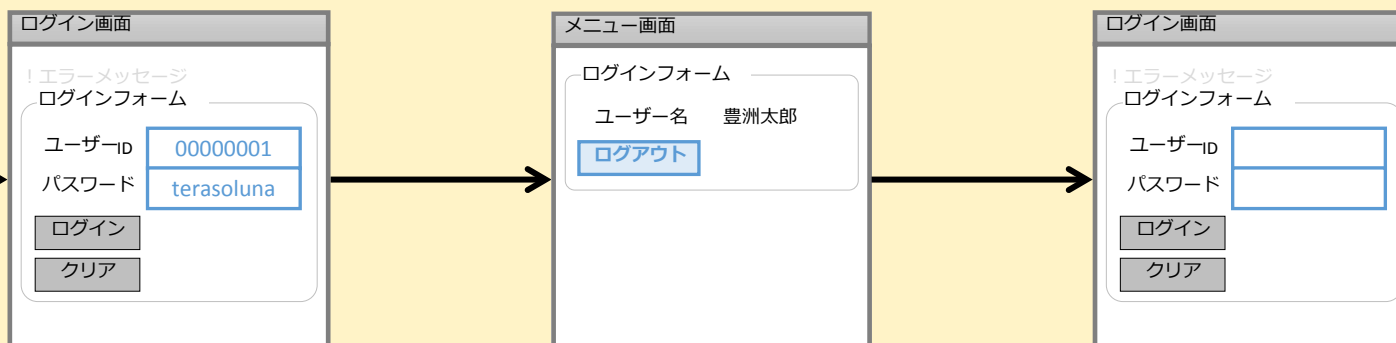 ログイン画面
！エラーメッセージ
ログインフォーム
ユーザーID 00000001
パスワード terasoluna
ログイン
クリア
メニュー画面
ログインフォーム
ユーザー名 豊洲太郎
ログアウト
ログイン画面
！エラーメッセージ
ログインフォーム
ユーザーID
パスワード
ログイン
クリア